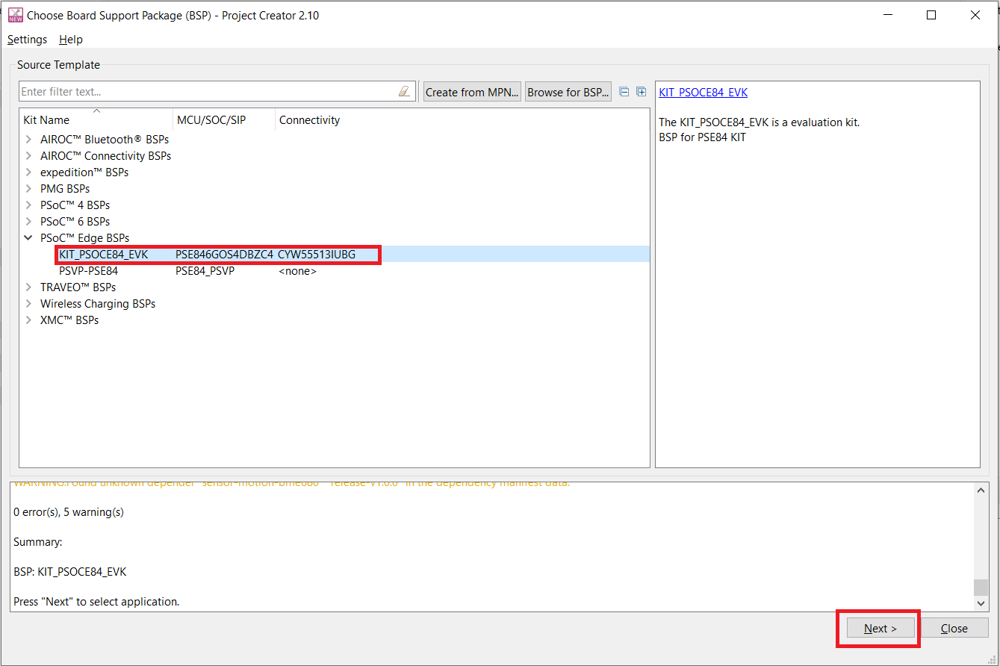 NEW
Choose Board Support Package (BSP) - Project Creator 2.10
Settings Help
Source Template
Enter filter text...
Create from MPN... Browse for BSP...
Kit Name MCU/SOC/SIP Connectivity
AIROC™ Bluetooth® BSPs
AIROC™ Connectivity BSPs
expedition™ BSPs
PMG BSPs
PSoC™ 4 BSPs
PSoC™ 6 BSPs
PSoC™ Edge BSPs
KIT_PSOCE84_EVK PSE846GOS4DBZC4 CYW55513IUBG
PSVP-PSE84 PSE84_PSVP <none>
TRAVEO™ BSPs
Wireless Charging BSPs
XMC™ BSPs
KIT_PSOCE84_EVK
The KIT_PSOCE84_EVK is a evaluation kit.
BSP for PSE84 KIT
WARNING:Found unknown depender "sensor-motion-bme680" "release-v1.0.0" in the dependency manifest data.
0 error(s), 5 warning(s)
Summary:
BSP: KIT_PSOCE84_EVK
Press "Next" to select application.
Next > Close